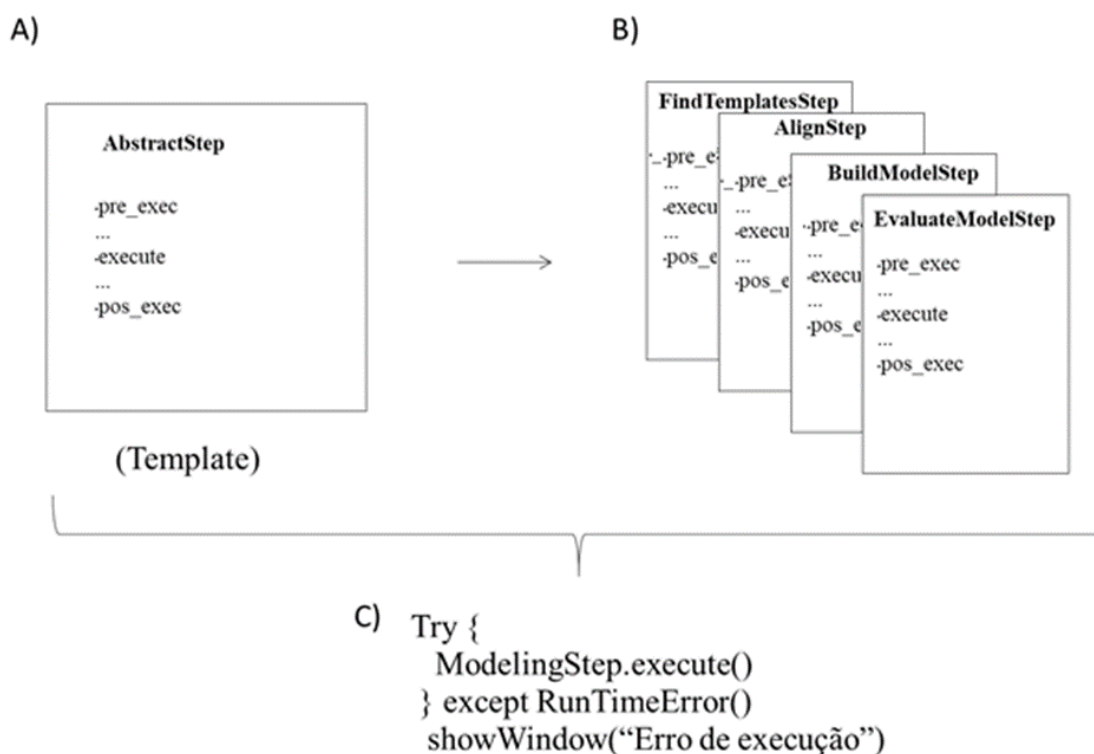 A)
AbstractStep
-pre_exec
...
-execute
...
-pos_exec
(Template)
B)
FindTemplatesStep
...
...
AlignStep
...
...
BuildModelStep
...
...
EvaluateModelStep
-pre_exec
...
-execute
...
-pos_exec
C)
Try {
ModelingStep.execute()
} except RunTimeError()
showWindow(“Erro de execução”)